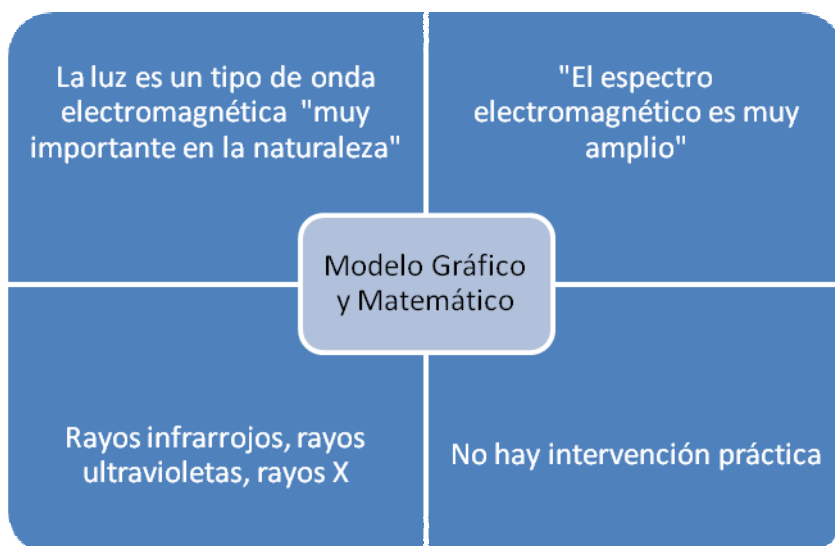 La luz es un tipo de onda
electromagnética "muy
importante en la naturaleza"
"El espectro
electromagnético es muy
amplio"
Modelo Gráfico
y Matemático
Rayos infrarrojos, rayos
ultravioletas, rayos X
No hay intervención práctica